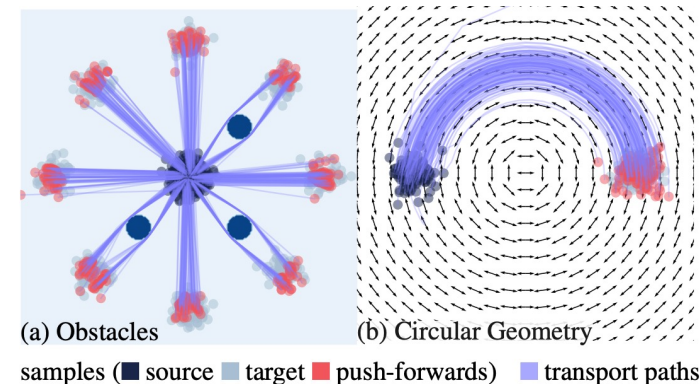 (a) Obstacles
(b) Circular Geometry
samples ( source target push-forwards) transport paths